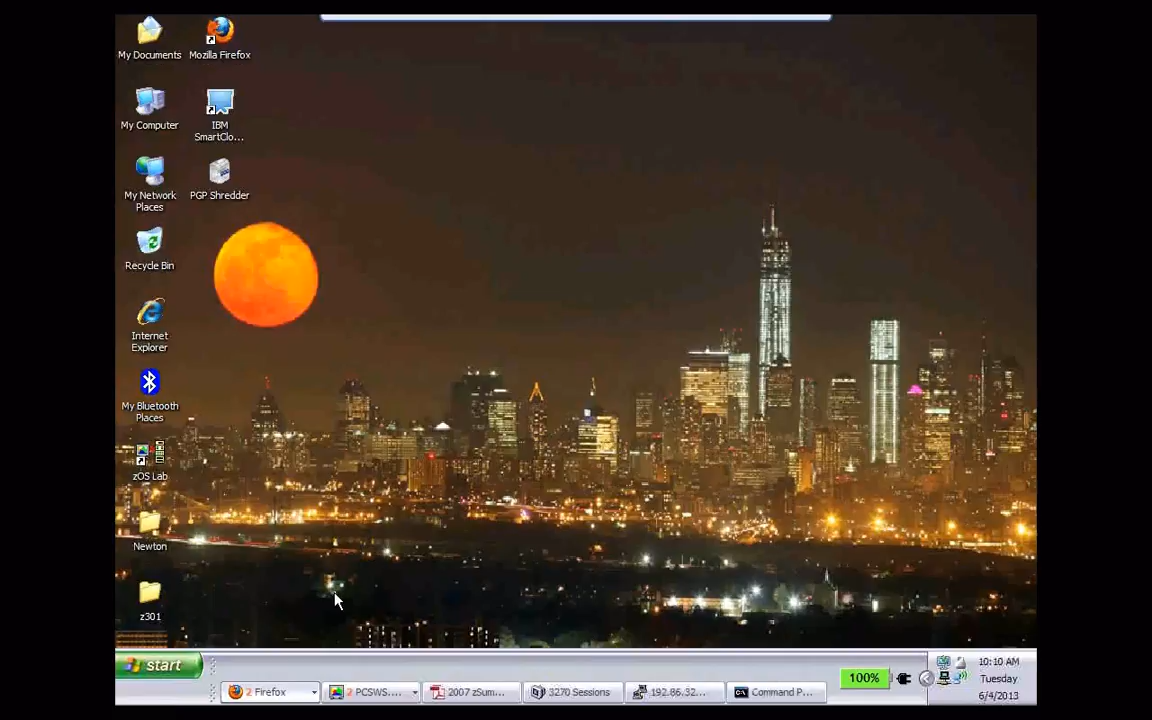 My Documents
Mozilla Firefox
My Computer
IBM
SmartClo...
My Network
Places
PGP Shredder
Recycle Bin
Internet
Explorer
My Bluetooth
Places
zOS Lab
Newton
z301
start
2 Firefox
2 PCSWS....
2007 zSum...
3270 Sessions
192.86.32...
Command P...
100%
10:10 AM
Tuesday
6/4/2013